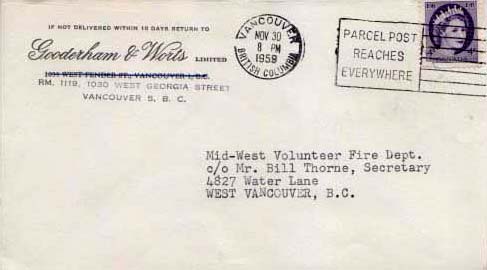 IF NOT DELIVERED WITHIN 10 DAYS RETURN TO
Gooderham & Worts LIMITED
1033 WEST PENDER ST., VANCOUVER 1, B.C.
RM. 1119, 1030 WEST GEORGIA STREET
VANCOUVER 5, B. C.
VANCOUVER
NOV 30
8 PM
1959
BRITISH COLUMBIA
PARCEL POST
REACHES
EVERYWHERE
Mid-West Volunteer Fire Dept.
c/o Mr. Bill Thorne, Secretary
4827 Water Lane
WEST VANCOUVER, B.C.